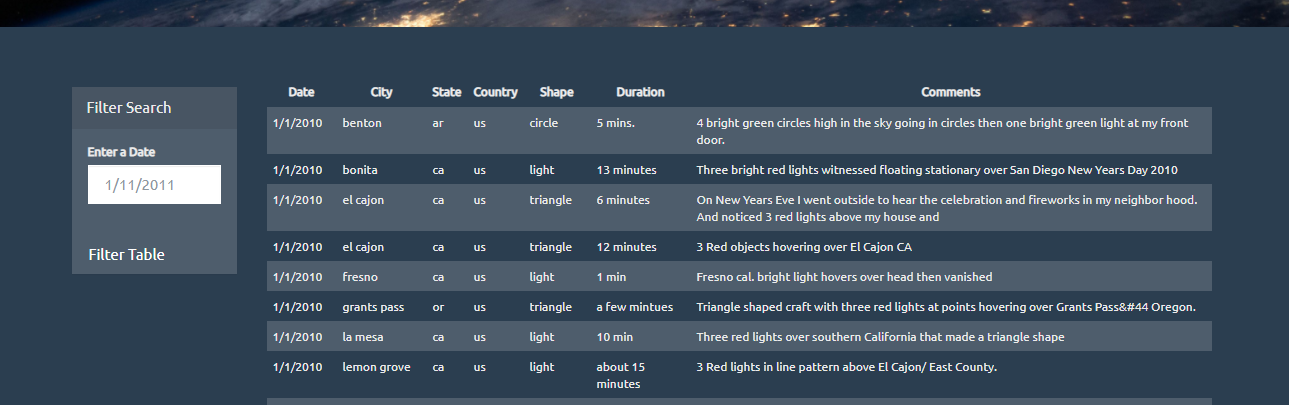 Filter Search
Enter a Date
1/11/2011
Filter Table
Date City State Country Shape Duration Comments
1/1/2010 benton ar us circle 5 mins. 4 bright green circles high in the sky going in circles then one bright green light at my front
door.
1/1/2010 bonita ca us light 13 minutes Three bright red lights witnessed floating stationary over San Diego New Years Day 2010
1/1/2010 el cajon ca us triangle 6 minutes On New Years Eve I went outside to hear the celebration and fireworks in my neighbor hood.
And noticed 3 red lights above my house and
1/1/2010 el cajon ca us triangle 12 minutes 3 Red objects hovering over El Cajon CA
1/1/2010 fresno ca us light 1 min Fresno cal. bright light hovers over head then vanished
1/1/2010 grants pass or us triangle a few mintues Triangle shaped craft with three red lights at points hovering over Grants Pass&#44 Oregon.
1/1/2010 la mesa ca us light 10 min Three red lights over southern California that made a triangle shape
1/1/2010 lemon grove ca us light about 15 3 Red lights in line pattern above El Cajon/ East County.
minutes